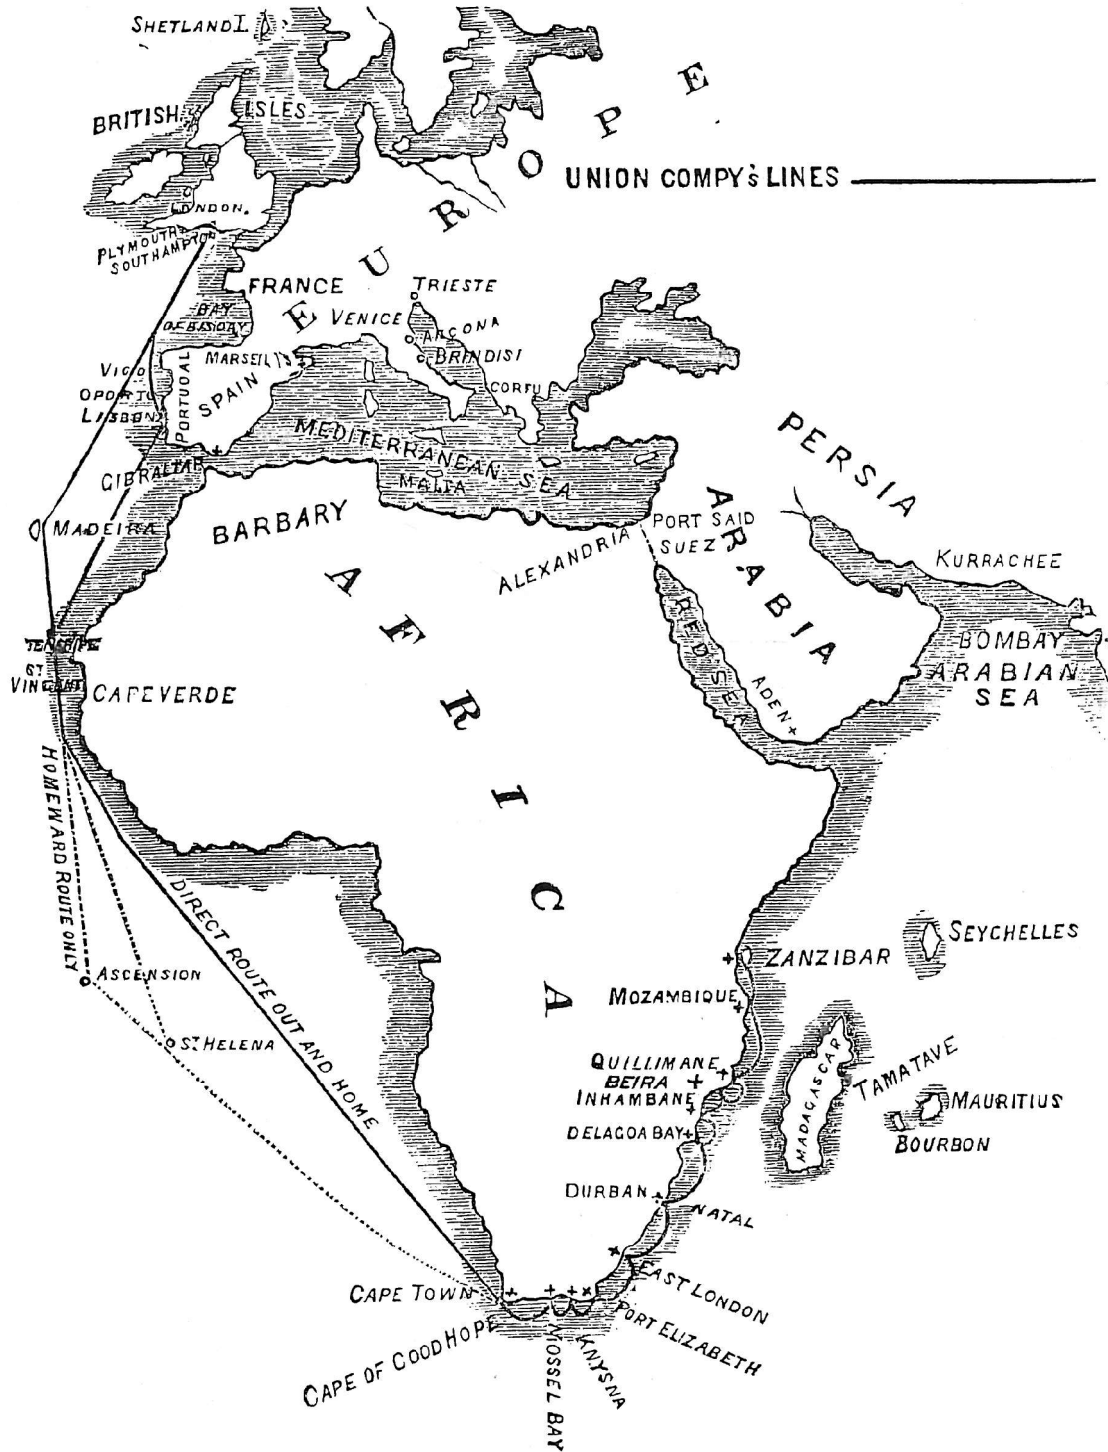 SHETLAND I.
BRITISH ISLES
EUROPE
UNION COMPY'S LINES
LONDON.
PLYMOUTH
SOUTHAMPTON
FRANCE
TRIESTE
BAY
OF BISCAY
VENICE
ANCONA
BRINDISI
MARSEILLS
CORFU
VIGO
OPORTO
LISBON
PORTUGAL
SPAIN
MEDITERRANEAN SEA
MALTA
GIBRALTAR
PERSIA
MADEIRA
BARBARY
ALEXANDRIA
PORT SAID
SUEZ
ARABIA
KURRACHEE
AFRICA
RED SEA
BOMBAY
ARABIAN
SEA
TENERIFE
ST
VINCENT
CAPE VERDE
ADEN
HOMEWARD ROUTE ONLY
DIRECT ROUTE OUT AND HOME
ASCENSION
ST HELENA
SEYCHELLES
ZANZIBAR
MOZAMBIQUE
QUILLIMANE
BEIRA
INHAMBANE
MADAGASCAR
TAMATAVE
MAURITIUS
BOURBON
DELAGOA BAY
DURBAN
NATAL
EAST LONDON
CAPE TOWN
PORT ELIZABETH
CAPE OF GOOD HOPE
MOSSEL BAY
KNYSNA